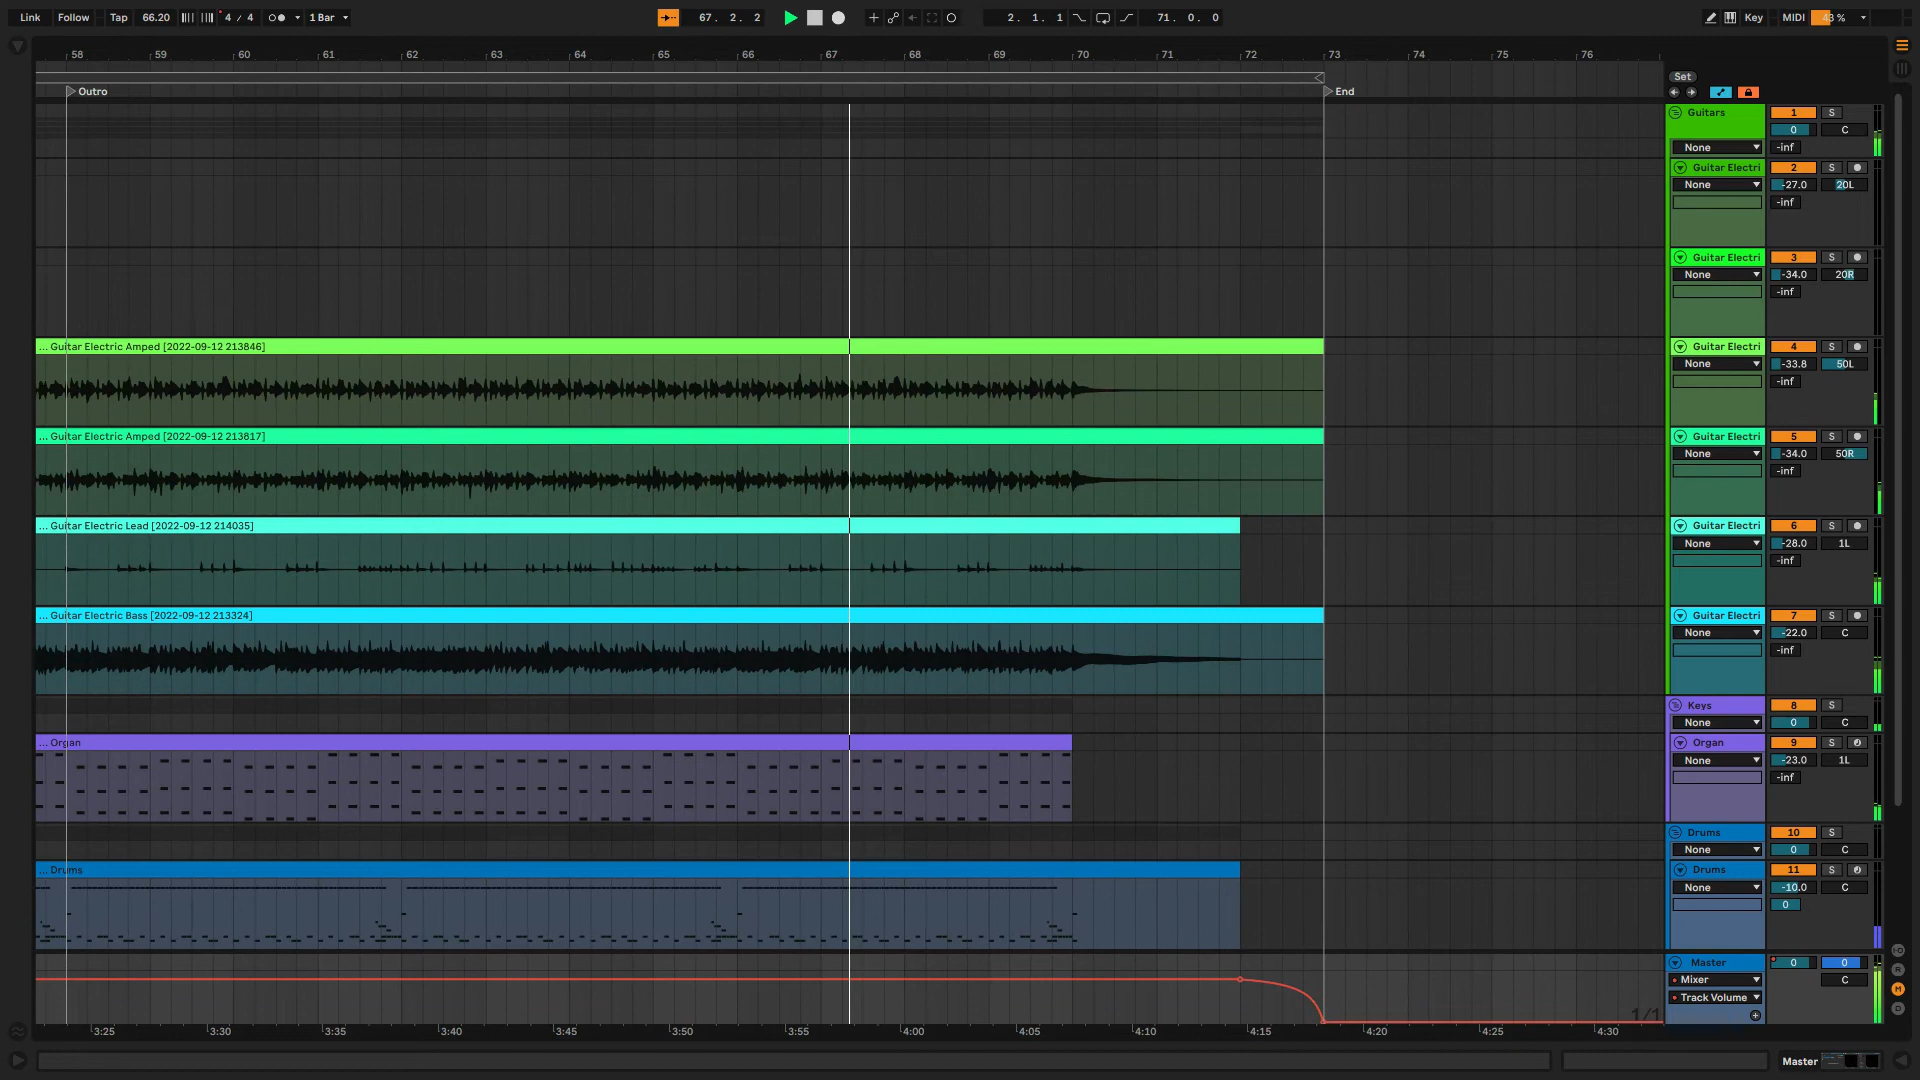 Link Follow Tap 66.20 4 / 4 1 Bar 67. 2. 2 2. 1. 1 71. 0. 0 Key MIDI 43 %
58 59 60 61 62 63 64 65 66 67 68 69 70 71 72 73 74 75 76
Set
Outro End
Guitars 1 S
0 C
None -inf
Guitar Electri 2 S
None -27.0 20L
-inf
Guitar Electri 3 S
None -34.0 20R
-inf
... Guitar Electric Amped [2022-09-12 213846] Guitar Electri 4 S
None -33.8 50L
-inf
... Guitar Electric Amped [2022-09-12 213817] Guitar Electri 5 S
None -34.0 50R
-inf
... Guitar Electric Lead [2022-09-12 214035] Guitar Electri 6 S
None -28.0 1L
-inf
... Guitar Electric Bass [2022-09-12 213324] Guitar Electri 7 S
None -22.0 C
-inf
Keys 8 S
None 0 C
... Organ Organ 9 S
None -23.0 1L
-inf
Drums 10 S
None 0 C
... Drums Drums 11 S
None -10.0 C
0
Master 0 0
Mixer C
Track Volume
1/1
3:25 3:30 3:35 3:40 3:45 3:50 3:55 4:00 4:05 4:10 4:15 4:20 4:25 4:30
Master